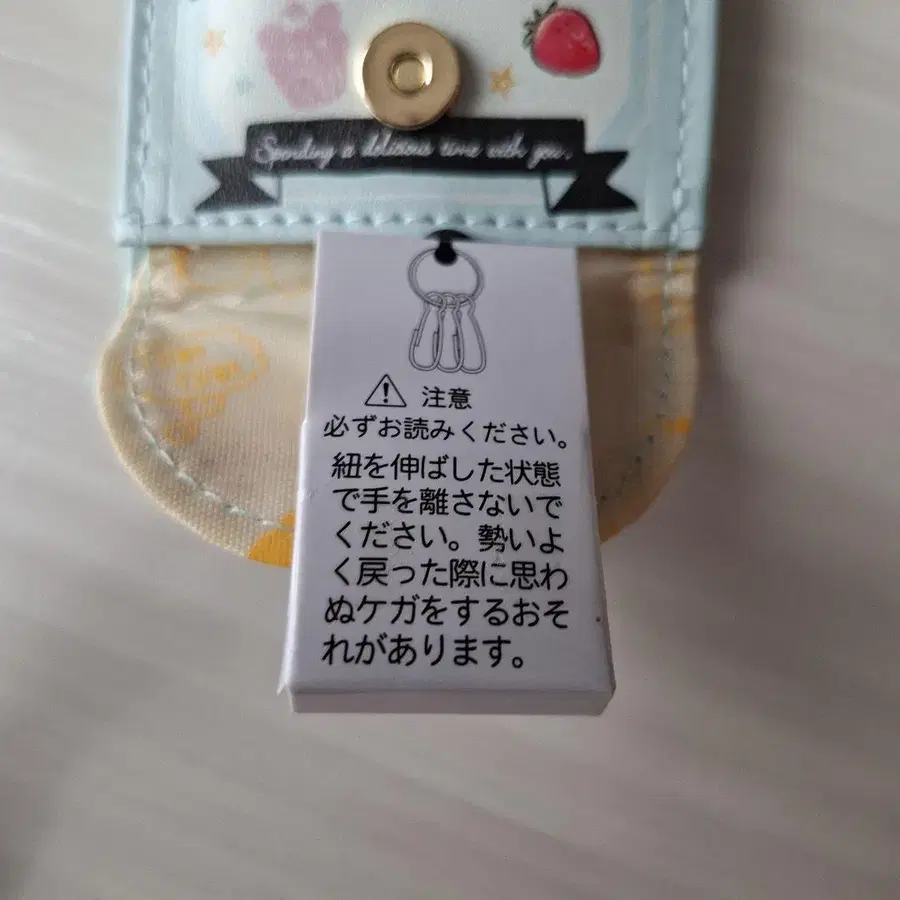 Spending a delicious time with you.
注意
必ずお読みください。
紐を伸ばした状態
で手を離さないで
ください。勢いよ
く戻った際に思わ
ぬケガをするおそ
れがあります。